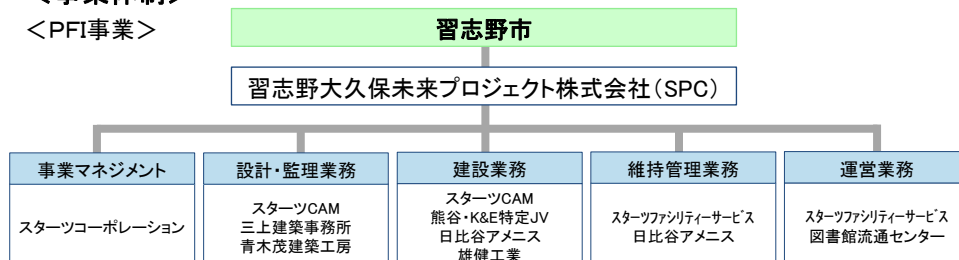 ＜PFI事業＞
習志野市
習志野大久保未来プロジェクト株式会社（SPC）
事業マネジメント
スターツコーポレーション
設計・監理業務
スターツCAM
三上建築事務所
青木茂建築工房
建設業務
スターツCAM
熊谷・K&E特定JV
日比谷アメニス
雄健工業
維持管理業務
スターツファシリティーサービス
日比谷アメニス
運営業務
スターツファシリティーサービス
図書館流通センター